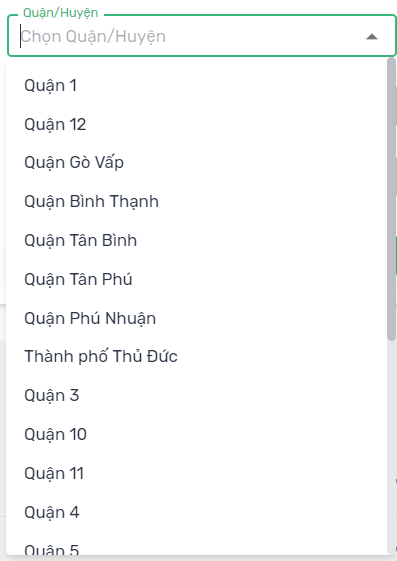 Quận/Huyện
Chọn Quận/Huyện
Quận 1
Quận 12
Quận Gò Vấp
Quận Bình Thạnh
Quận Tân Bình
Quận Tân Phú
Quận Phú Nhuận
Thành phố Thủ Đức
Quận 3
Quận 10
Quận 11
Quận 4
Quận 5